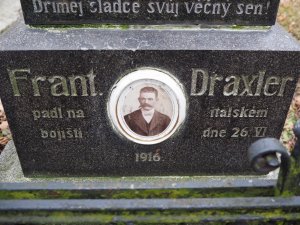 Dřímej sladce svůj věčný sen!
Frant. Draxler
padl na italském
bojišti dne 26. VI.
1916